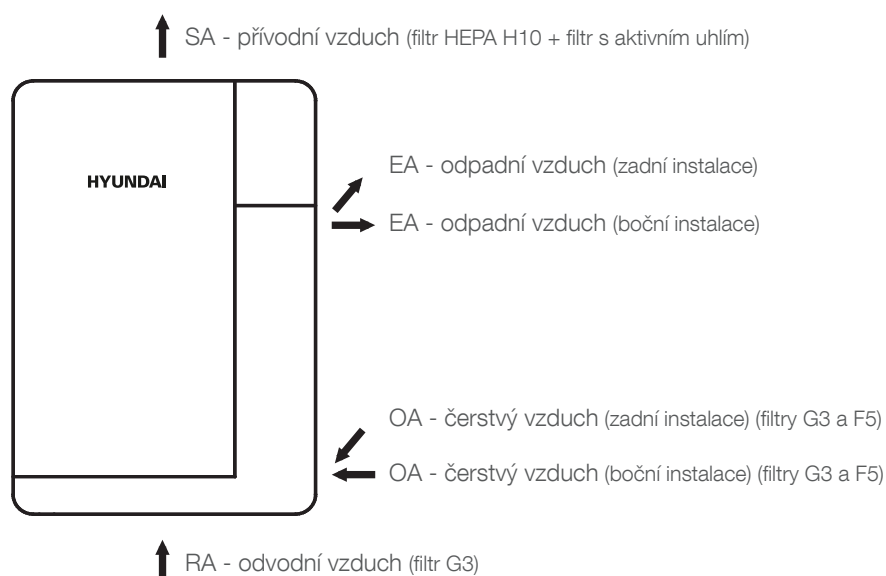 SA - přívodní vzduch (filtr HEPA H10 + filtr s aktivním uhlím)
HYUNDAI
EA - odpadní vzduch (zadní instalace)
EA - odpadní vzduch (boční instalace)
OA - čerstvý vzduch (zadní instalace) (filtry G3 a F5)
OA - čerstvý vzduch (boční instalace) (filtry G3 a F5)
RA - odvodní vzduch (filtr G3)